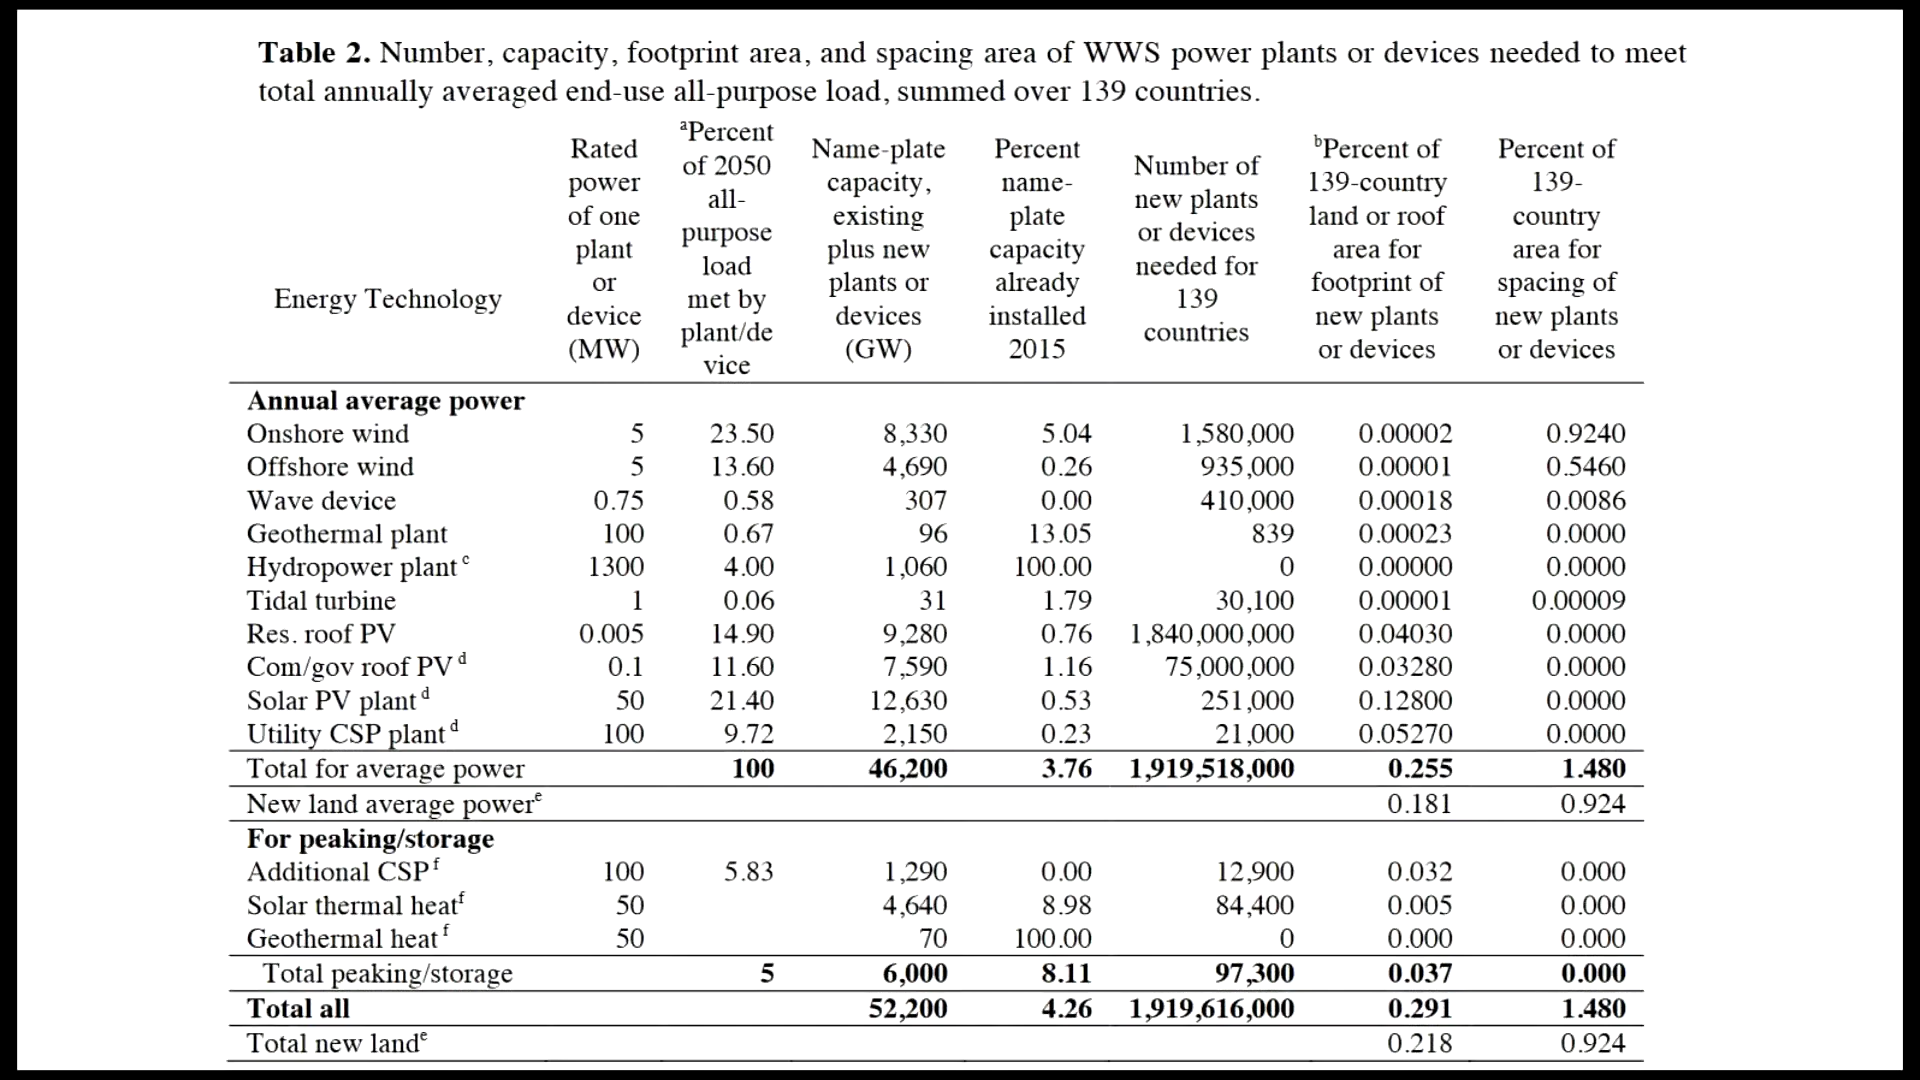 Table 2. Number, capacity, footprint area, and spacing area of WWS power plants or devices needed to meet
total annually averaged end-use all-purpose load, summed over 139 countries.
Energy Technology
Rated
power
of one
plant
or
device
(MW)
aPercent
of 2050
all-
purpose
load
met by
plant/de
vice
Name-plate
capacity,
existing
plus new
plants or
devices
(GW)
Percent
name-
plate
capacity
already
installed
2015
Number of
new plants
or devices
needed for
139
countries
bPercent of
139-country
land or roof
area for
footprint of
new plants
or devices
Percent of
139-
country
area for
spacing of
new plants
or devices
Annual average power
Onshore wind 5 23.50 8,330 5.04 1,580,000 0.00002 0.9240
Offshore wind 5 13.60 4,690 0.26 935,000 0.00001 0.5460
Wave device 0.75 0.58 307 0.00 410,000 0.00018 0.0086
Geothermal plant 100 0.67 96 13.05 839 0.00023 0.0000
Hydropower plant c 1300 4.00 1,060 100.00 0 0.00000 0.0000
Tidal turbine 1 0.06 31 1.79 30,100 0.00001 0.00009
Res. roof PV 0.005 14.90 9,280 0.76 1,840,000,000 0.04030 0.0000
Com/gov roof PV d 0.1 11.60 7,590 1.16 75,000,000 0.03280 0.0000
Solar PV plant d 50 21.40 12,630 0.53 251,000 0.12800 0.0000
Utility CSP plant d 100 9.72 2,150 0.23 21,000 0.05270 0.0000
Total for average power 100 46,200 3.76 1,919,518,000 0.255 1.480
New land average powere 0.181 0.924
For peaking/storage
Additional CSP f 100 5.83 1,290 0.00 12,900 0.032 0.000
Solar thermal heatf 50 4,640 8.98 84,400 0.005 0.000
Geothermal heat f 50 70 100.00 0 0.000 0.000
Total peaking/storage 5 6,000 8.11 97,300 0.037 0.000
Total all 52,200 4.26 1,919,616,000 0.291 1.480
Total new lande 0.218 0.924